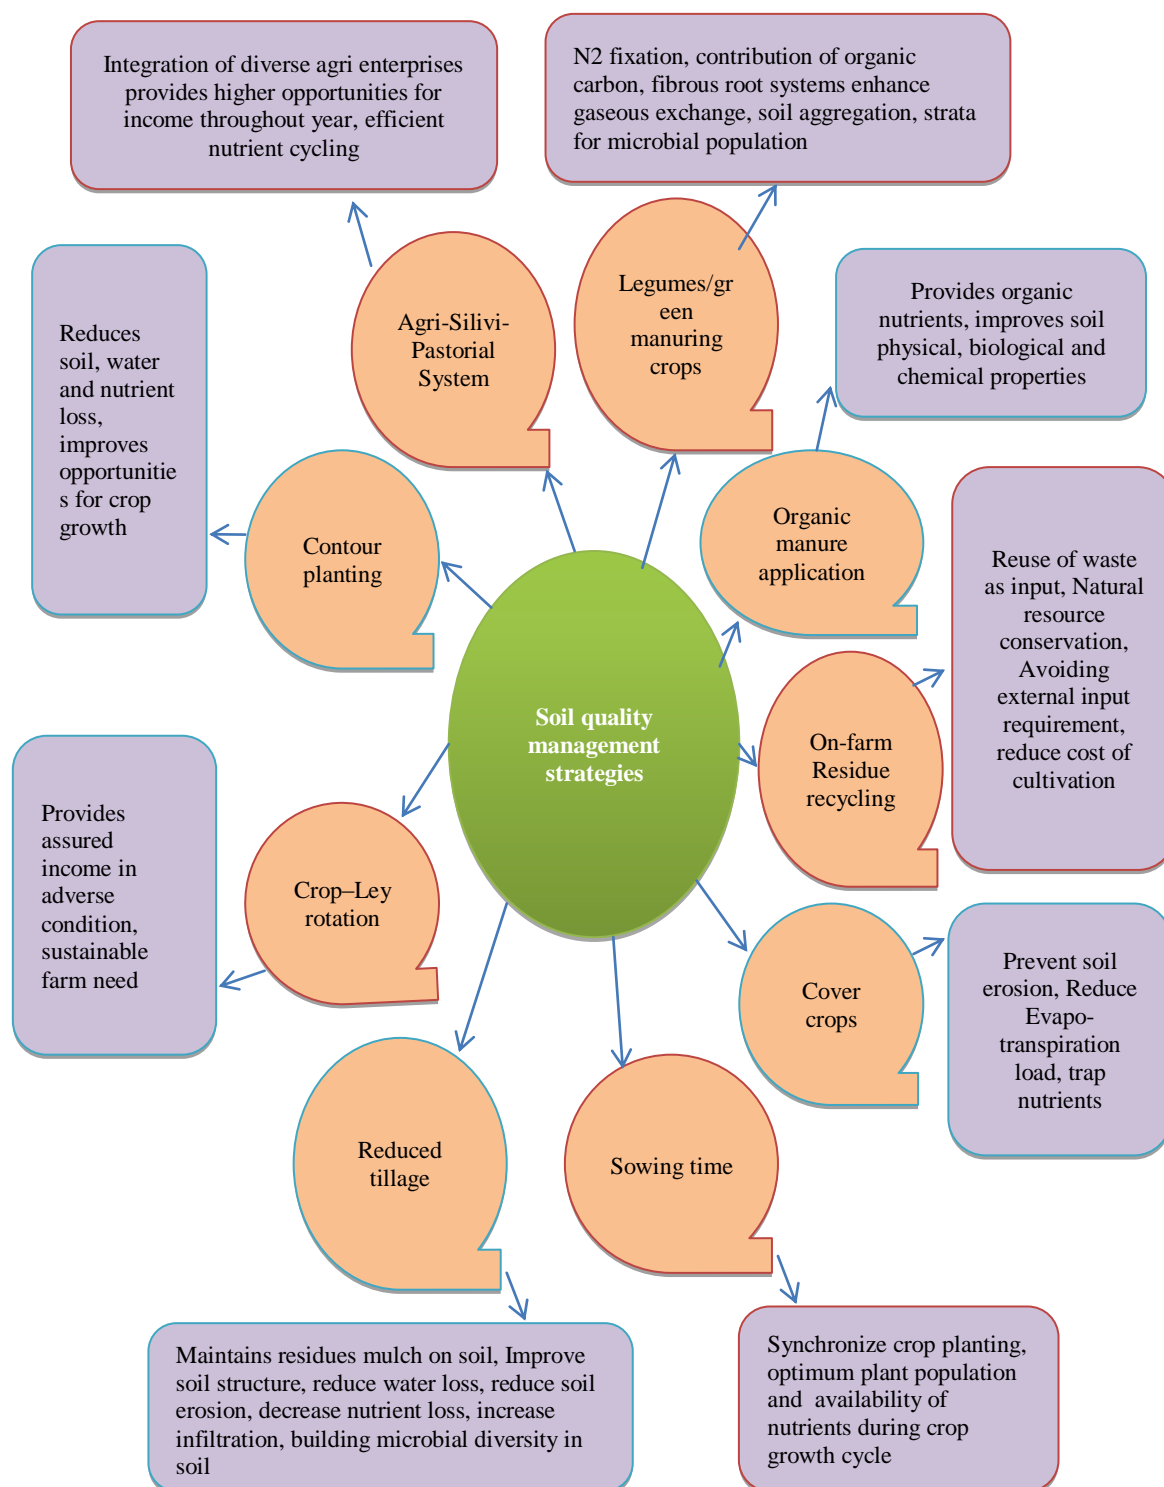 Integration of diverse agri enterprises
provides higher opportunities for
income throughout year, efficient
nutrient cycling
N2 fixation, contribution of organic
carbon, fibrous root systems enhance
gaseous exchange, soil aggregation, strata
for microbial population
Agri-Silivi-
Pastorial
System
Legumes/gr
een
manuring
crops
Provides organic
nutrients, improves soil
physical, biological and
chemical properties
Reduces
soil, water
and nutrient
loss,
improves
opportunitie
s for crop
growth
Contour
planting
Organic
manure
application
Reuse of waste
as input, Natural
resource
conservation,
Avoiding
external input
requirement,
reduce cost of
cultivation
Soil quality
management
strategies
On-farm
Residue
recycling
Provides
assured
income in
adverse
condition,
sustainable
farm need
Crop–Ley
rotation
Cover
crops
Prevent soil
erosion, Reduce
Evapo-
transpiration
load, trap
nutrients
Reduced
tillage
Sowing time
Maintains residues mulch on soil, Improve
soil structure, reduce water loss, reduce soil
erosion, decrease nutrient loss, increase
infiltration, building microbial diversity in
soil
Synchronize crop planting,
optimum plant population
and  availability of
nutrients during crop
growth cycle